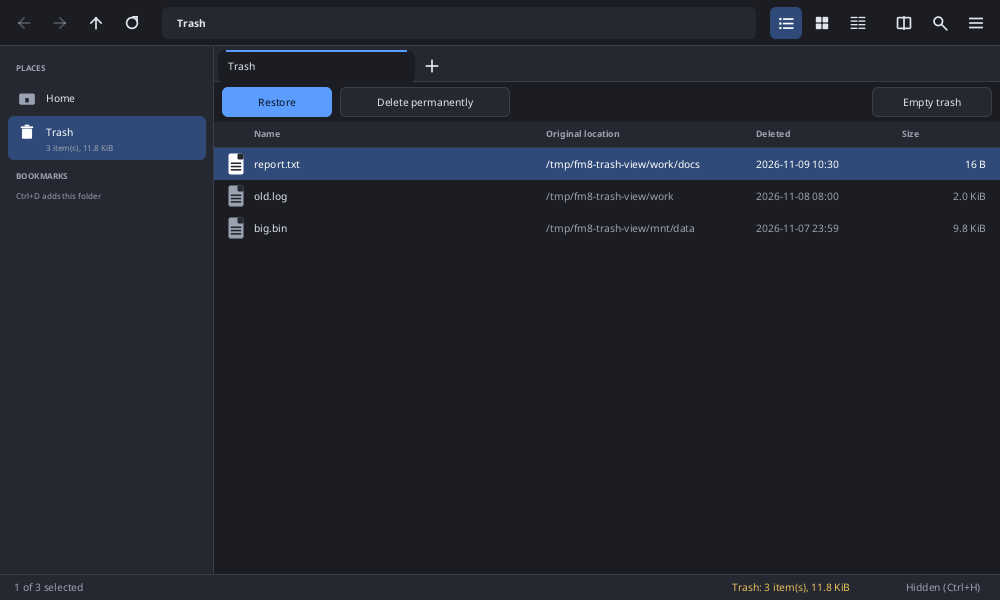 Trash
PLACES
Home
Trash
3 item(s), 11.8 KiB
BOOKMARKS
Ctrl+D adds this folder
Trash
Restore
Delete permanently
Empty trash
Name Original location Deleted Size
report.txt /tmp/fm8-trash-view/work/docs 2026-11-09 10:30 16 B
old.log /tmp/fm8-trash-view/work 2026-11-08 08:00 2.0 KiB
big.bin /tmp/fm8-trash-view/mnt/data 2026-11-07 23:59 9.8 KiB
1 of 3 selected
Trash: 3 item(s), 11.8 KiB
Hidden (Ctrl+H)